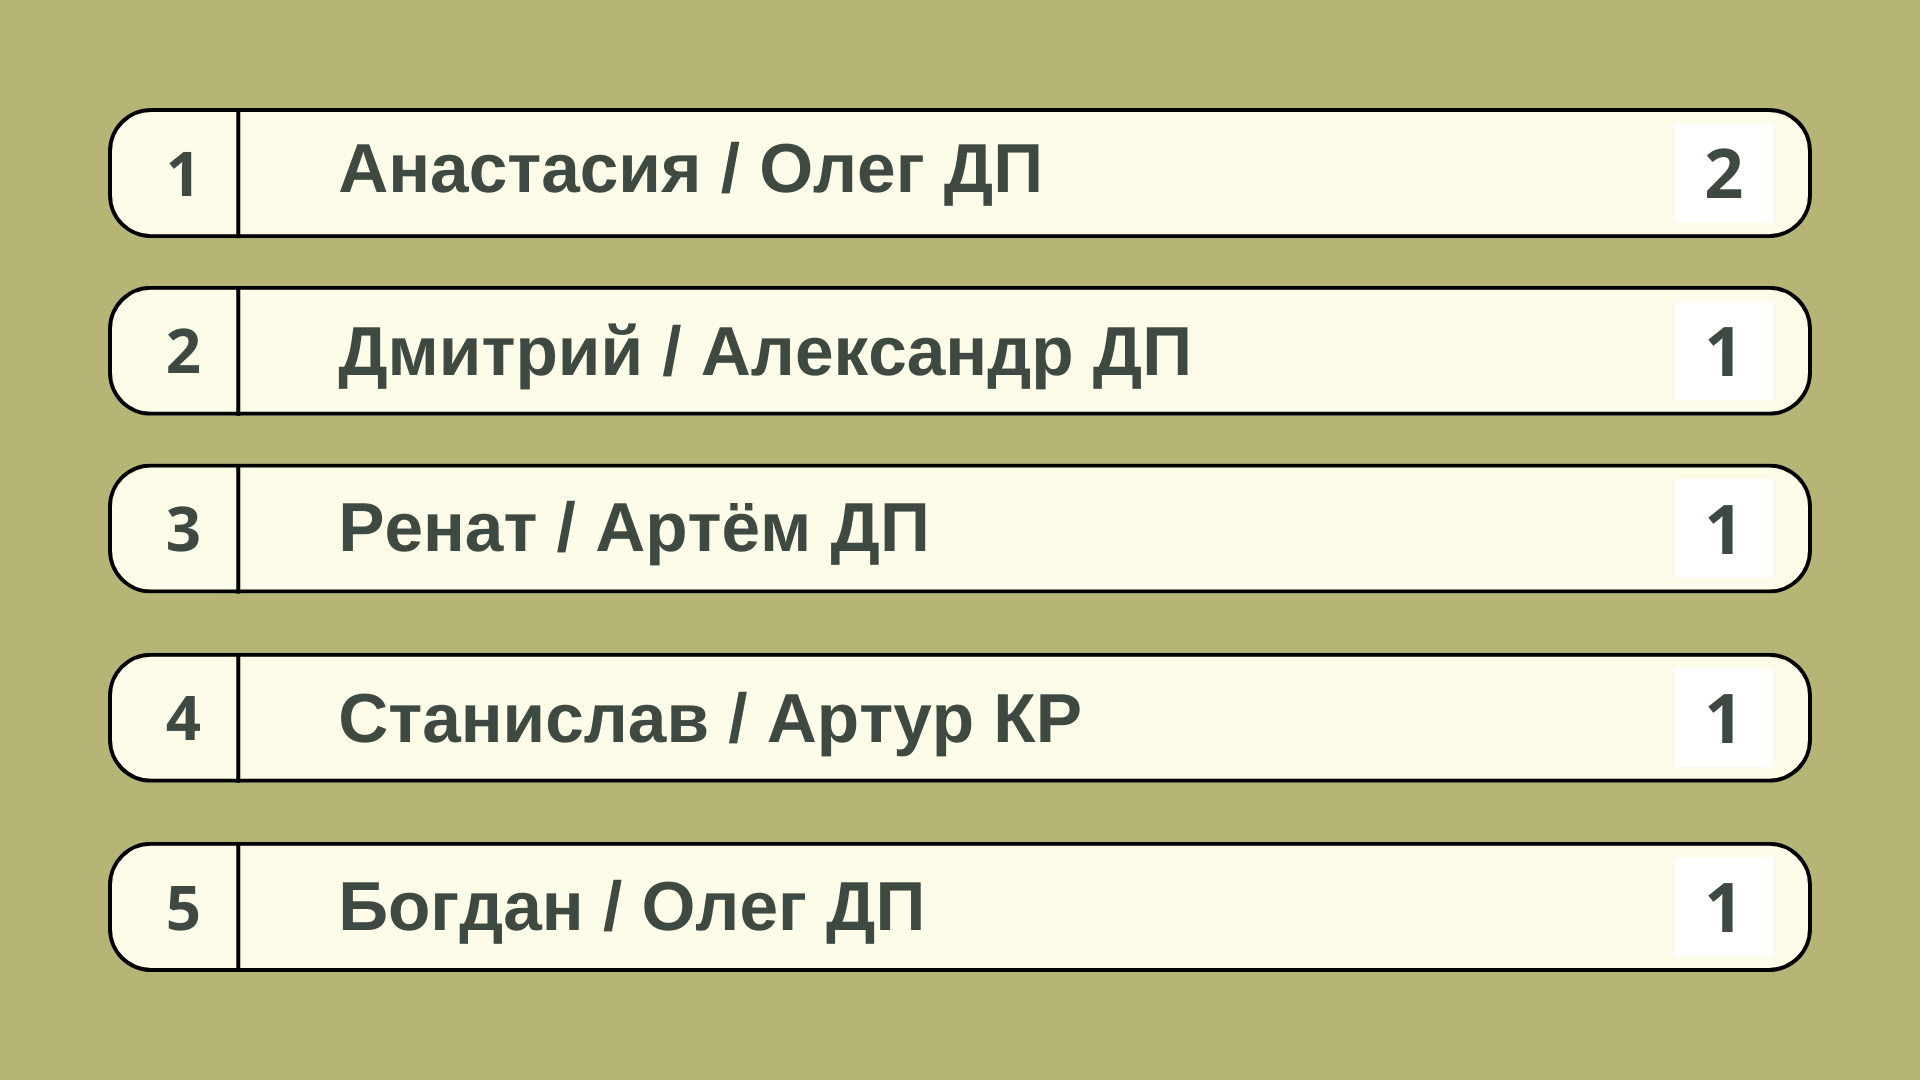 1 Анастасия / Олег ДП 2
2 Дмитрий / Александр ДП 1
3 Ренат / Артём ДП 1
4 Станислав / Артур КР 1
5 Богдан / Олег ДП 1